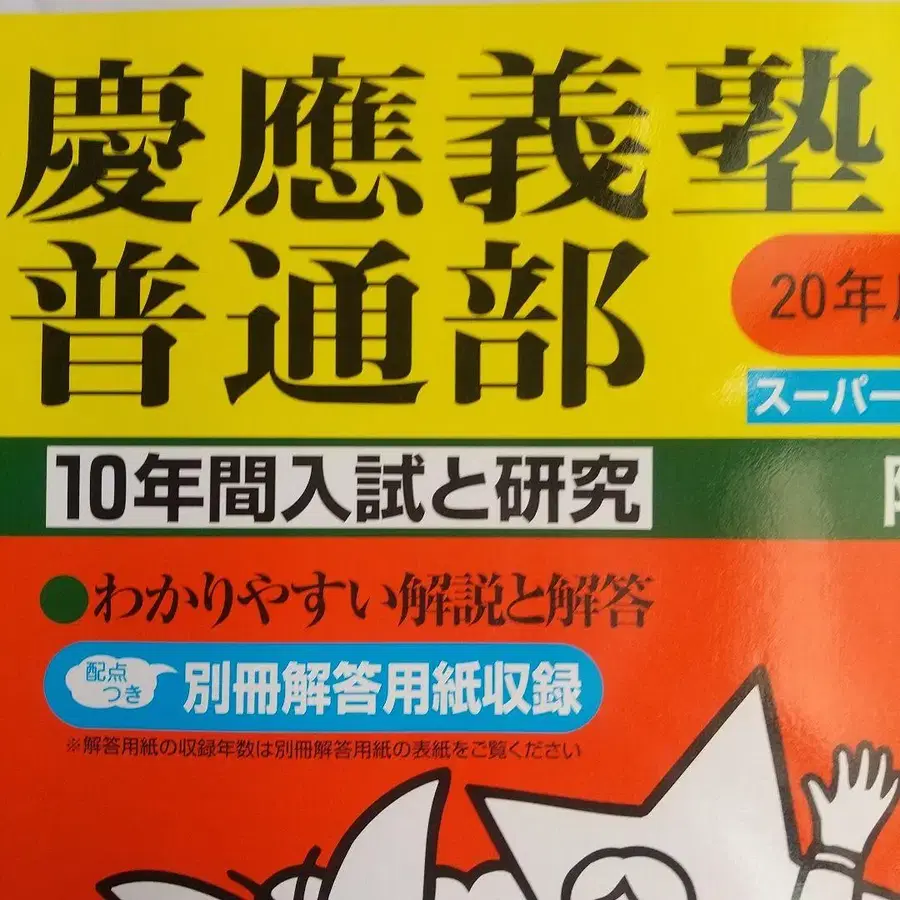 慶應義塾
普通部
20年
スーパー
10年間入試と研究
●わかりやすい解説と解答
配点
つき
別冊解答用紙収録
※解答用紙の収録年数は別冊解答用紙の表紙をご覧ください